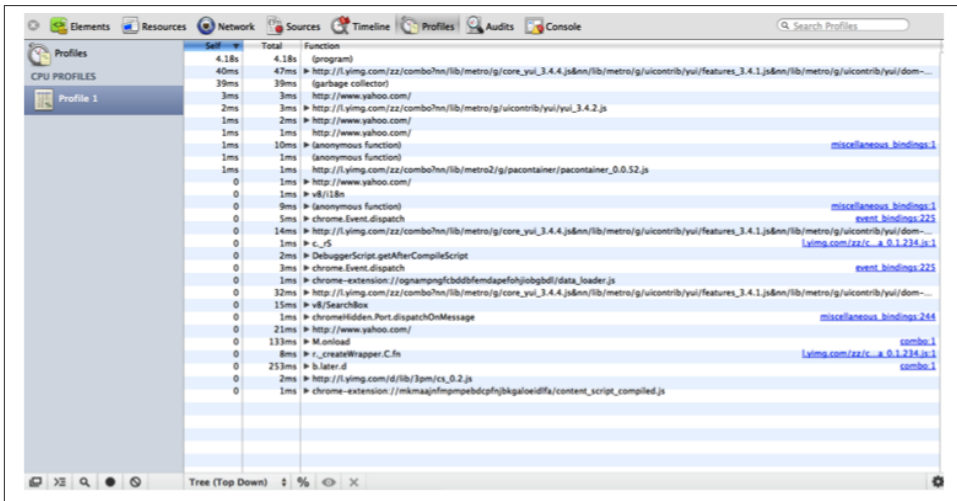 Elements Resources Network Sources Timeline Profiles Audits Console Search Profiles
Profiles
CPU PROFILES
Profile 1
Self Total Function
4.18s 4.18s (program)
40ms 47ms http://l.yimg.com/zz/combo?nn/lib/metro/g/core_yui_3.4.4.js&nn/lib/metro/g/uicontrib/yui/features_3.4.1.js&nn/lib/metro/g/uicontrib/yui/dom-...
39ms 39ms (garbage collector)
3ms 3ms http://www.yahoo.com/
2ms 3ms http://l.yimg.com/zz/combo?nn/lib/metro/g/uicontrib/yui/yui_3.4.2.js
1ms 2ms http://www.yahoo.com/
1ms 1ms http://www.yahoo.com/
1ms 10ms (anonymous function) miscellaneous_bindings:1
1ms 1ms (anonymous function)
1ms 1ms http://l.yimg.com/zz/combo?nn/lib/metro2/g/pacontainer/pacontainer_0.0.52.js
0 1ms http://www.yahoo.com/
0 1ms v8/i18n
0 9ms (anonymous function) miscellaneous_bindings:1
0 5ms chrome.Event.dispatch event_bindings:225
0 14ms http://l.yimg.com/zz/combo?nn/lib/metro/g/core_yui_3.4.4.js&nn/lib/metro/g/uicontrib/yui/features_3.4.1.js&nn/lib/metro/g/uicontrib/yui/dom-...
0 1ms c._rS l.yimg.com/zz/c...a_0.1.234.js:1
0 2ms DebuggerScript.getAfterCompileScript
0 3ms chrome.Event.dispatch event_bindings:225
0 1ms chrome-extension://ognampngfcbddbfemdapefohjiobgbdl/data_loader.js
0 32ms http://l.yimg.com/zz/combo?nn/lib/metro/g/core_yui_3.4.4.js&nn/lib/metro/g/uicontrib/yui/features_3.4.1.js&nn/lib/metro/g/uicontrib/yui/dom-...
0 15ms v8/SearchBox
0 1ms chromeHidden.Port.dispatchOnMessage miscellaneous_bindings:244
0 21ms http://www.yahoo.com/
0 133ms M.onload combo:1
0 8ms r._createWrapper.C.fn l.yimg.com/zz/c...a_0.1.234.js:1
0 253ms b.later.d combo:1
0 2ms http://l.yimg.com/d/lib/3pm/cs_0.2.js
0 1ms chrome-extension://mkmaajnfmpmpebdcpfnjbkgaloeidlfa/content_script_compiled.js
Tree (Top Down) %